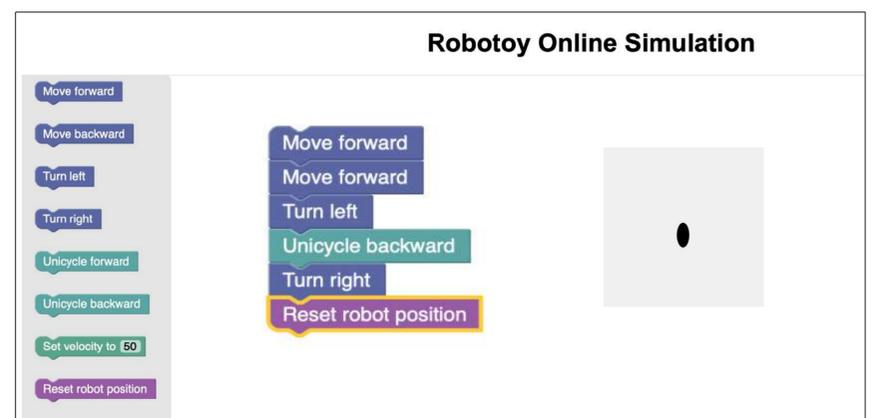 Robotoy Online Simulation
Move forward
Move backward
Turn left
Turn right
Unicycle forward
Unicycle backward
Set velocity to 50
Reset robot position
Move forward
Move forward
Turn left
Unicycle backward
Turn right
Reset robot position